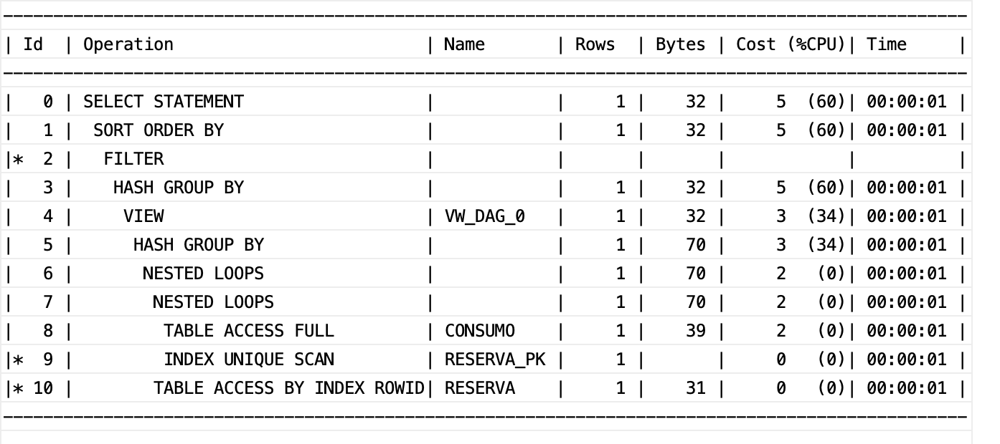 ------------------------------------------------------------------------------------------------
| Id  | Operation                         | Name       | Rows  | Bytes | Cost (%CPU)| Time     |
------------------------------------------------------------------------------------------------
|   0 | SELECT STATEMENT                  |            |     1 |    32 |     5  (60)| 00:00:01 |
|   1 |  SORT ORDER BY                    |            |     1 |    32 |     5  (60)| 00:00:01 |
|*  2 |   FILTER                          |            |       |       |            |          |
|   3 |    HASH GROUP BY                  |            |     1 |    32 |     5  (60)| 00:00:01 |
|   4 |     VIEW                          | VW_DAG_0   |     1 |    32 |     3  (34)| 00:00:01 |
|   5 |      HASH GROUP BY                |            |     1 |    70 |     3  (34)| 00:00:01 |
|   6 |       NESTED LOOPS                |            |     1 |    70 |     2   (0)| 00:00:01 |
|   7 |        NESTED LOOPS               |            |     1 |    70 |     2   (0)| 00:00:01 |
|   8 |         TABLE ACCESS FULL         | CONSUMO    |     1 |    39 |     2   (0)| 00:00:01 |
|*  9 |         INDEX UNIQUE SCAN         | RESERVA_PK |     1 |       |     0   (0)| 00:00:01 |
|* 10 |        TABLE ACCESS BY INDEX ROWID| RESERVA    |     1 |    31 |     0   (0)| 00:00:01 |
------------------------------------------------------------------------------------------------